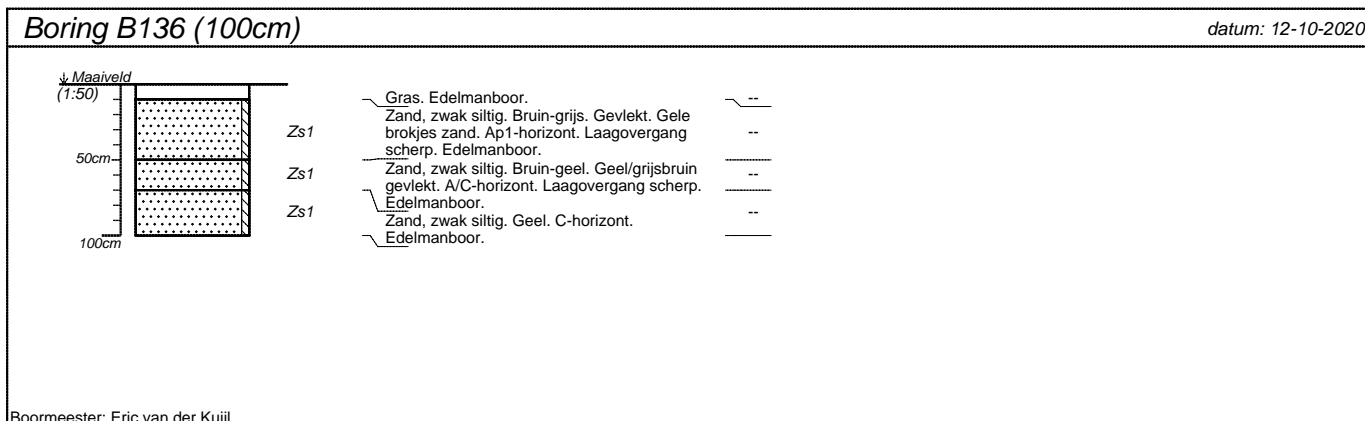 Boring B136 (100cm)
datum: 12-10-2020
Maaiveld
(1:50)
Gras. Edelmanboor.
--
Zs1
Zand, zwak siltig. Bruin-grijs. Gevlekt. Gele
brokjes zand. Ap1-horizont. Laagovergang
scherp. Edelmanboor.
--
50cm
Zs1
Zand, zwak siltig. Bruin-geel. Geel/grijsbruin
gevlekt. A/C-horizont. Laagovergang scherp.
Edelmanboor.
--
Zs1
Zand, zwak siltig. Geel. C-horizont.
Edelmanboor.
--
100cm
Boormeester: Eric van der Kuijl